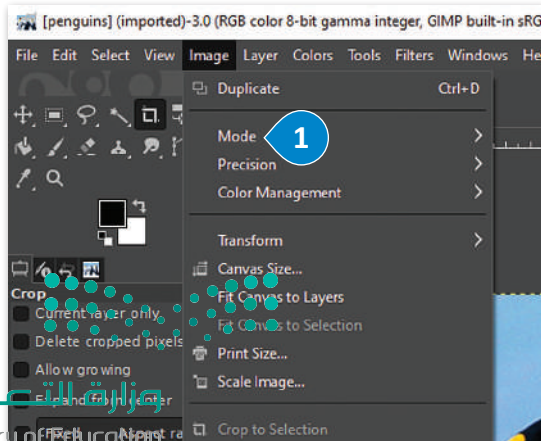 [penguins] (imported)-3.0 (RGB color 8-bit gamma integer, GIMP built-in sRG
File Edit Select View Image Layer Colors Tools Filters Windows He
Duplicate Ctrl+D
Mode 1
Precision
Color Management
Transform
Canvas Size...
Fit Canvas to Layers
Fit Canvas to Selection
Print Size...
Scale Image...
Crop to Selection
Crop
Current layer only
Delete cropped pixels
Allow growing
Expand from center
وزارة التـ